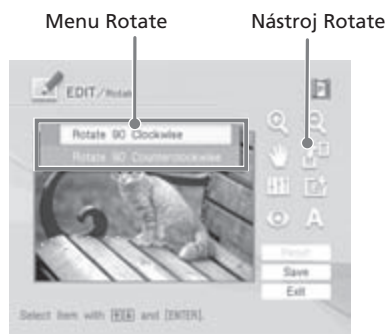 Menu Rotate
Nástroj Rotate
EDIT/Rotate
Rotate 90 Clockwise
Rotate 90 Counterclockwise
A
Reset
Save
Exit
Select item with and [ENTER].